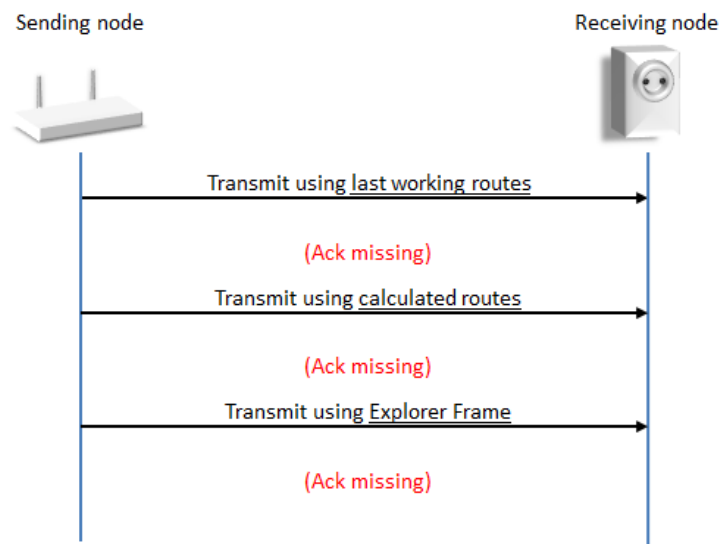 Sending node
Receiving node
Transmit using last working routes
(Ack missing)
Transmit using calculated routes
(Ack missing)
Transmit using Explorer Frame
(Ack missing)